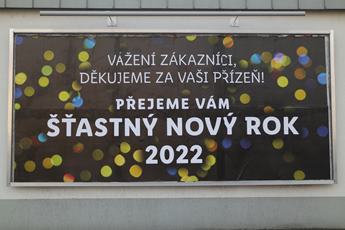 VÁŽENÍ ZÁKAZNÍCI,
DĚKUJEME ZA VAŠI PŘÍZEŇ!
PŘEJEME VÁM
ŠŤASTNÝ NOVÝ ROK
2022